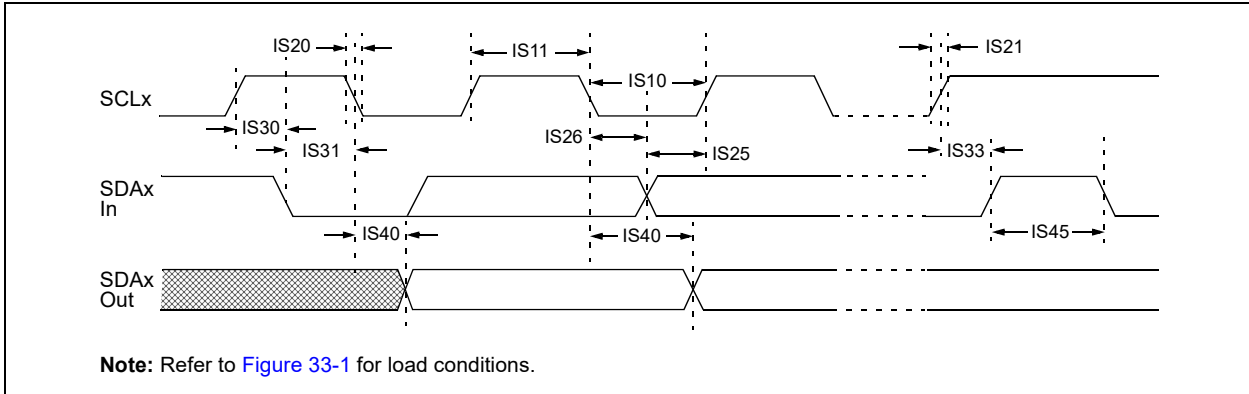 IS20
IS11
IS21
IS10
SCLx
IS30
IS26
IS31
IS25
IS33
SDAx
In
IS40
IS40
IS45
SDAx
Out
Note: Refer to Figure 33-1 for load conditions.